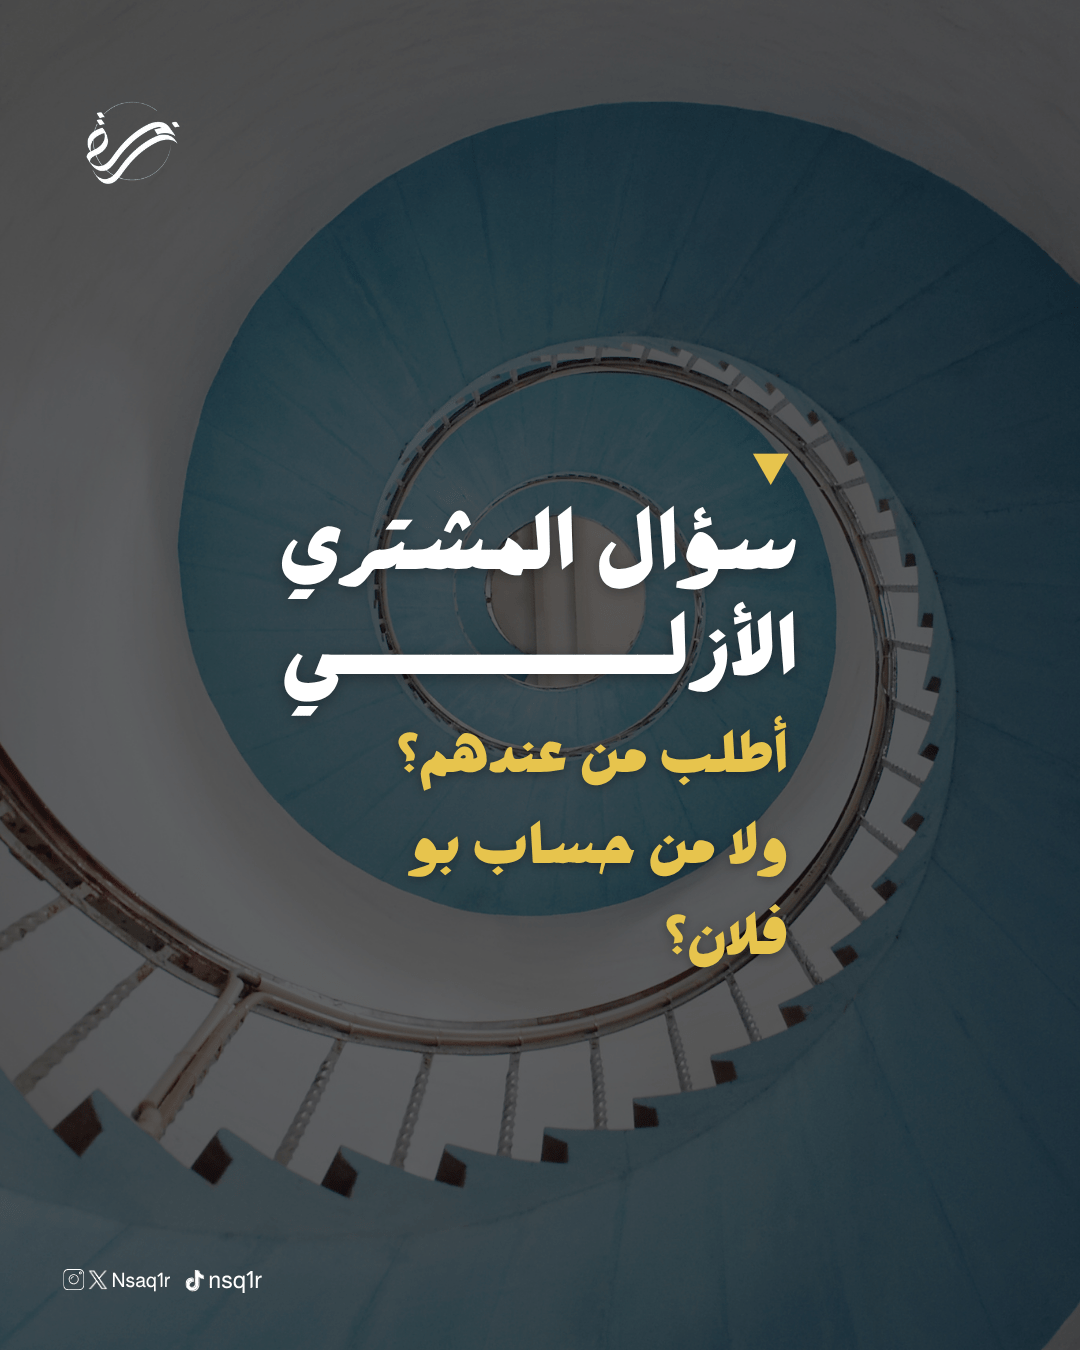 سؤال المشتري
الأزلـــــــــي
أطلب من عندهم؟
ولا من حساب بو
فلان؟
Nsaq1r nsq1r